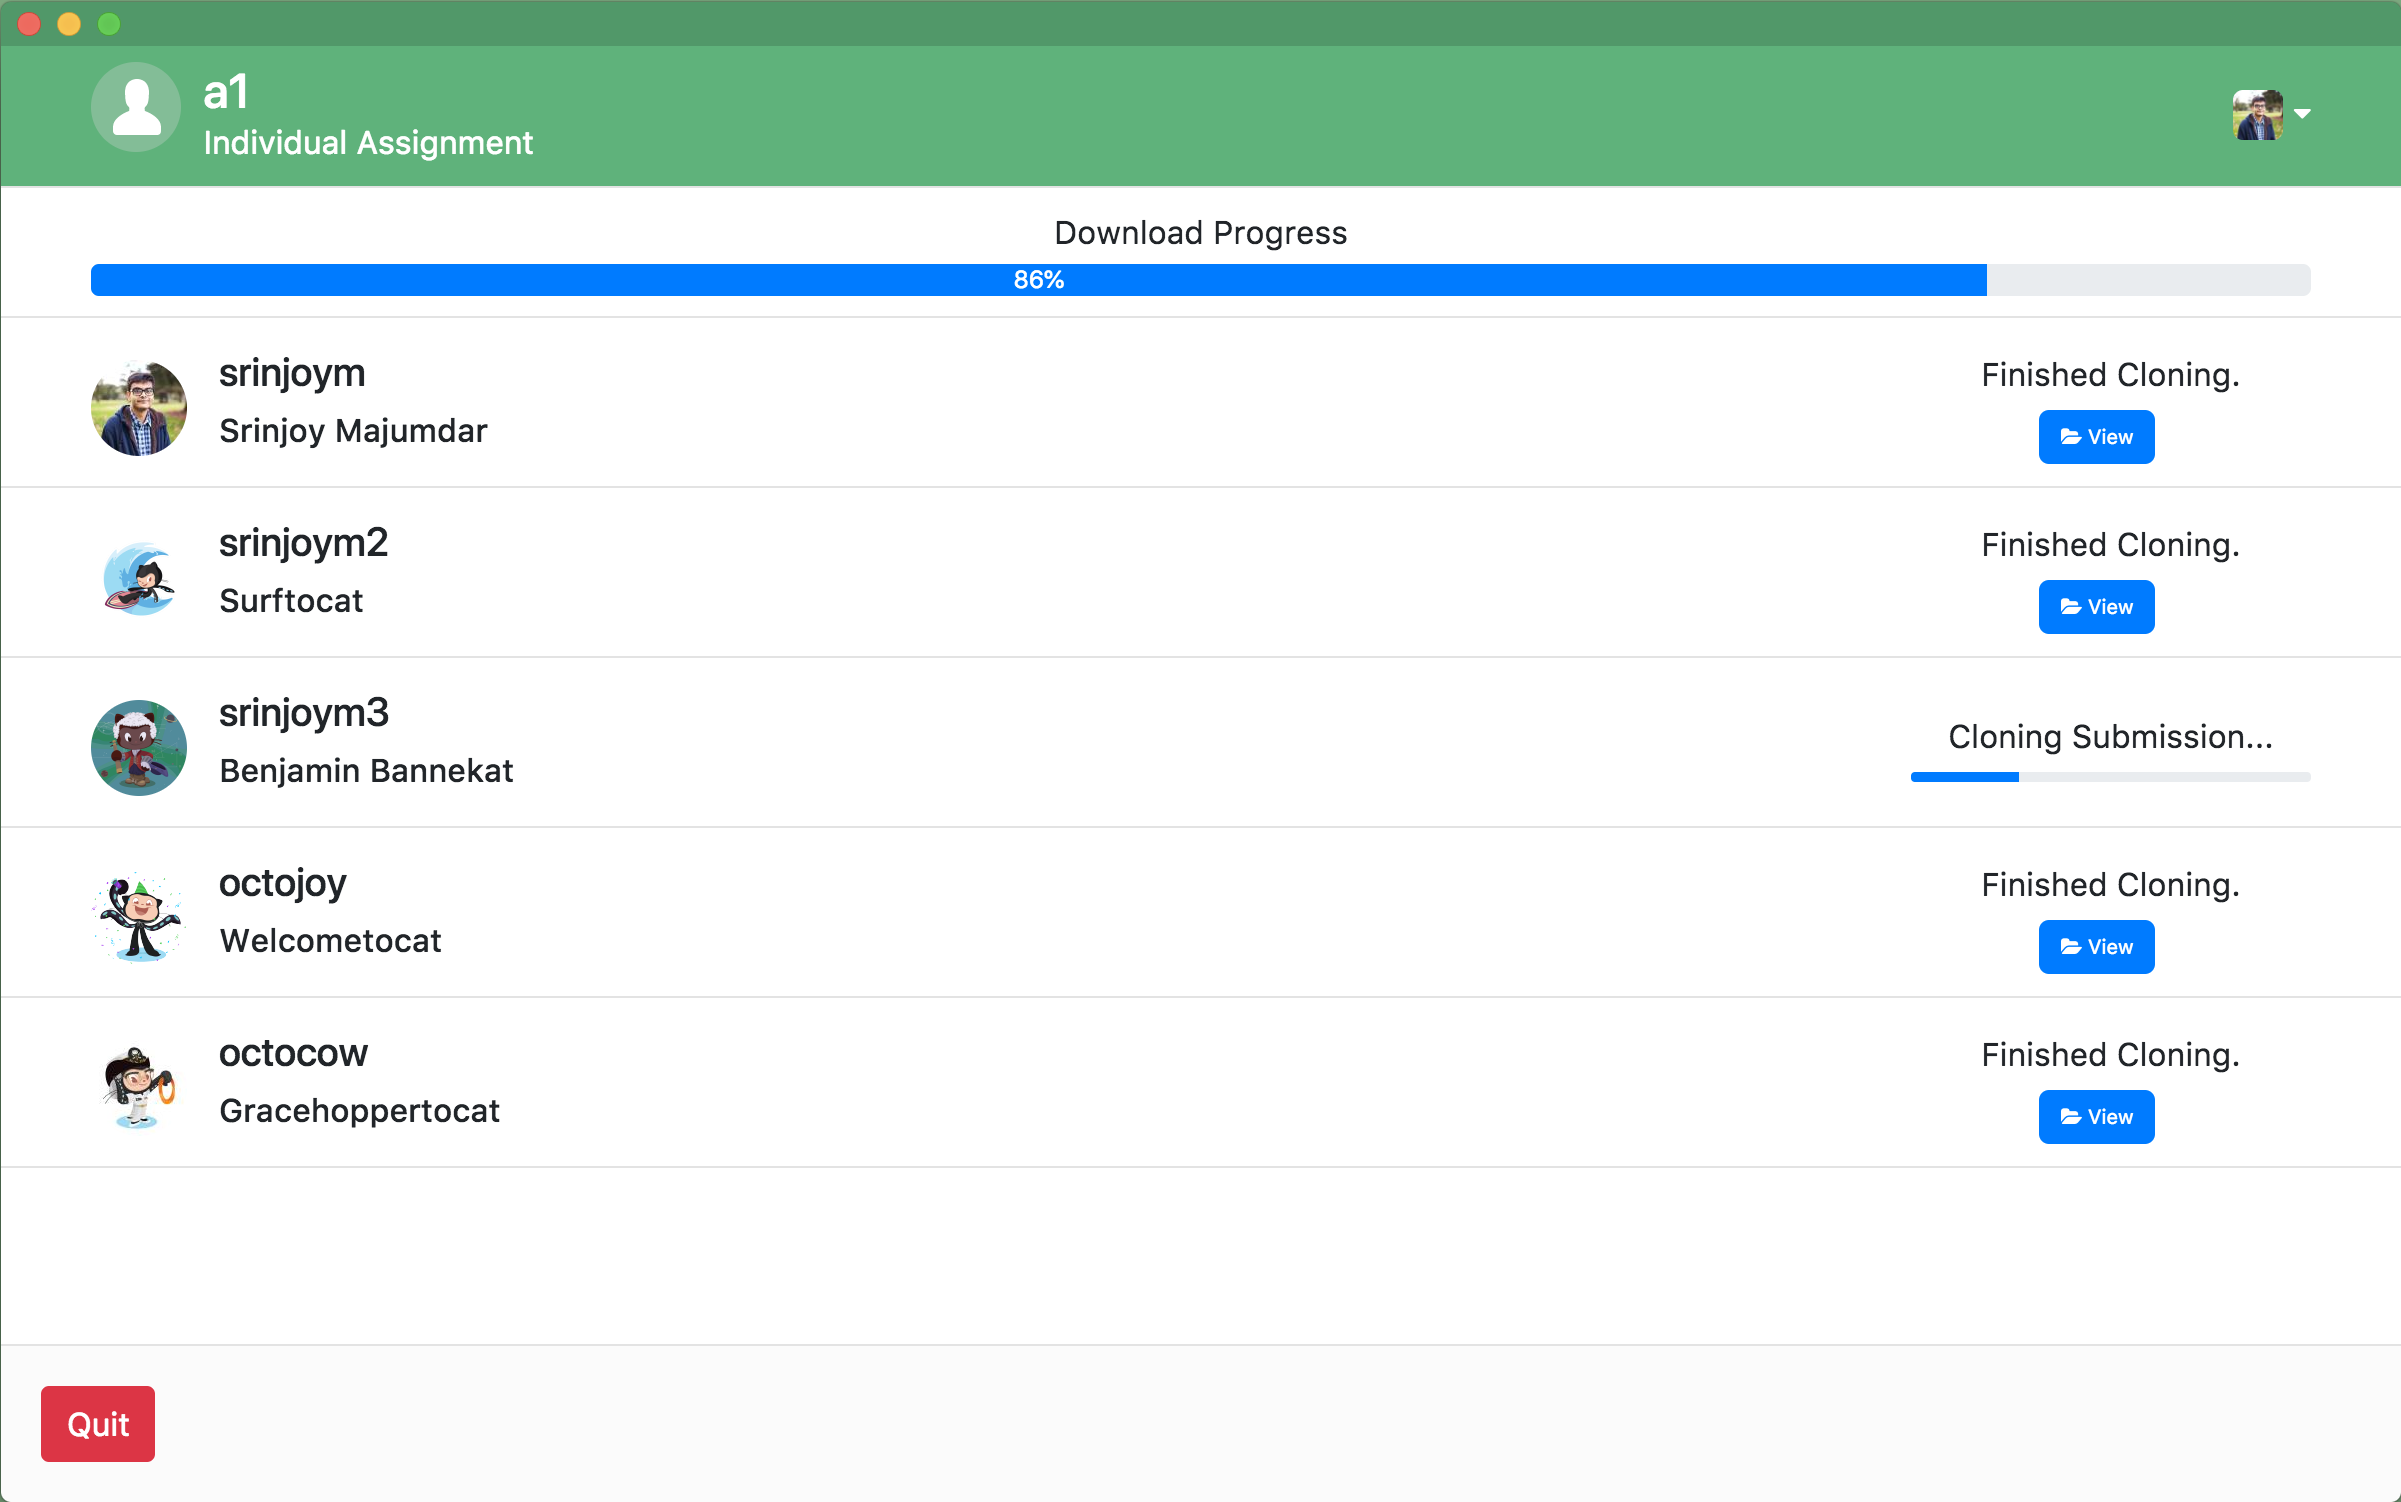 a1
Individual Assignment
Download Progress
86%
srinjoym
Srinjoy Majumdar
Finished Cloning.
View
srinjoym2
Surftocat
Finished Cloning.
View
srinjoym3
Benjamin Bannekat
Cloning Submission...
octojoy
Welcometocat
Finished Cloning.
View
octocow
Gracehoppertocat
Finished Cloning.
View
Quit